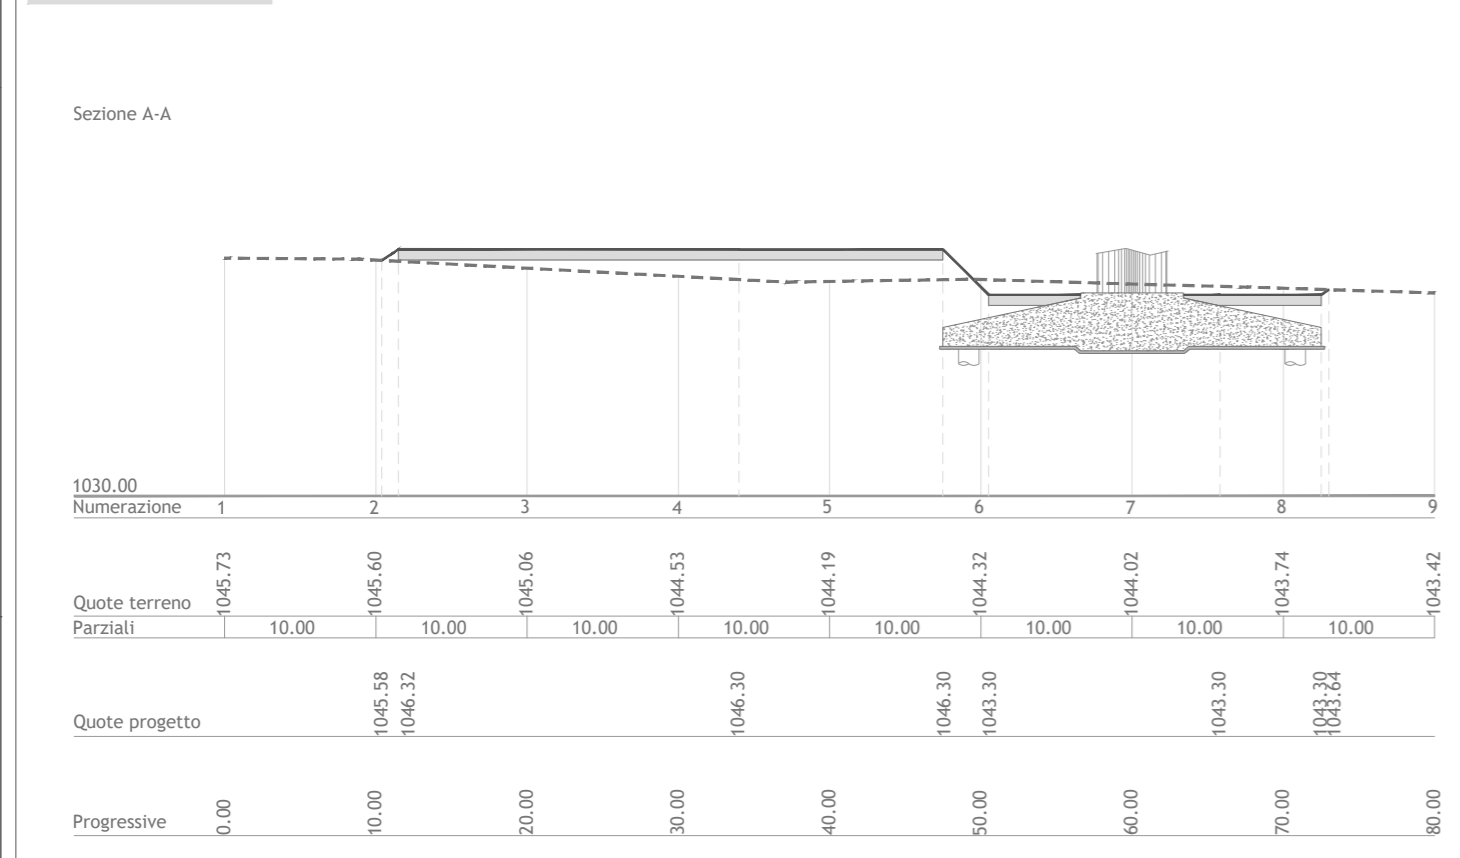 Sezione A-A
1030.00
Numerazione 1 2 3 4 5 6 7 8 9
Quote terreno 1045.73 1045.60 1045.06 1044.53 1044.19 1044.32 1044.02 1043.74 1043.42
Parziali 10.00 10.00 10.00 10.00 10.00 10.00 10.00 10.00
Quote progetto 1045.58 1046.32 1046.30 1046.30 1043.30 1043.30 1043.30 1043.64
Progressive 0.00 10.00 20.00 30.00 40.00 50.00 60.00 70.00 80.00